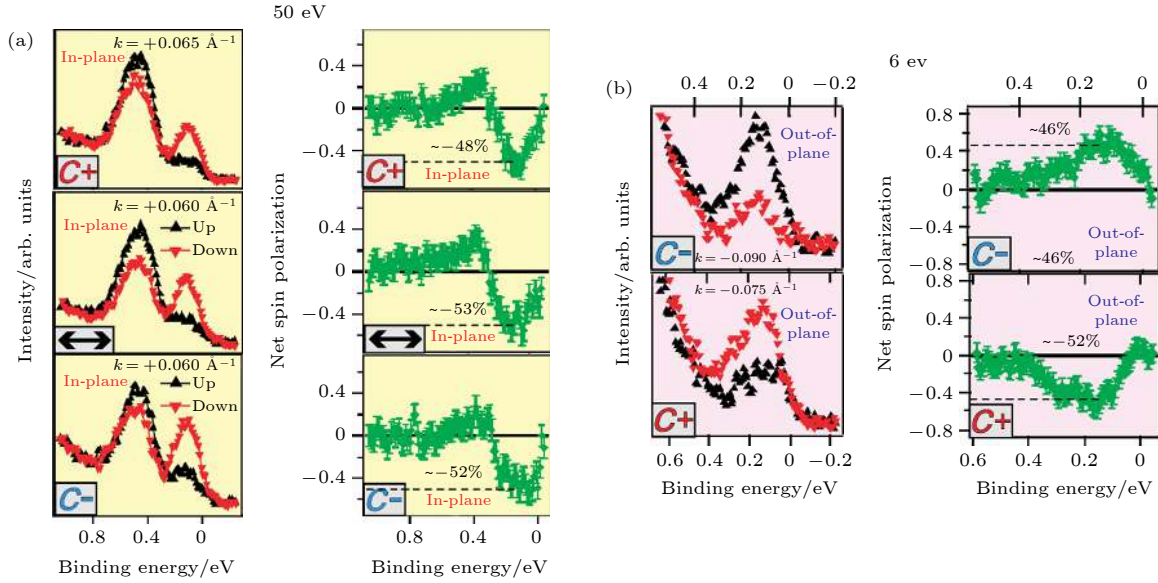 50 eV
(a)
k = +0.065 Å⁻¹
In-plane
C+
k = +0.060 Å⁻¹
In-plane
Up
Down
k = +0.060 Å⁻¹
In-plane
Up
Down
C−
0.8 0.4 0
Binding energy/eV
Intensity/arb. units
0.4
0
−0.4
~−48%
In-plane
C+
0.4
0
−0.4
~−53%
In-plane
0.4
0
−0.4
~−52%
In-plane
C−
0.8 0.4 0
Binding energy/eV
Net spin polarization
6 ev
(b)
0.4 0.2 0 −0.2
Out-of-
plane
C−
k = −0.090 Å⁻¹
k = −0.075 Å⁻¹
Out-of-
plane
C+
0.6 0.4 0.2 0 −0.2
Binding energy/eV
Intensity/arb. units
0.4 0.2 0
0.8
0.4
0
−0.4
−0.8
~46%
Out-of-
plane
C−
~46%
0.8
0.4
0
−0.4
−0.8
Out-of-
plane
~−52%
C+
0.6 0.4 0.2 0
Binding energy/eV
Net spin polarization